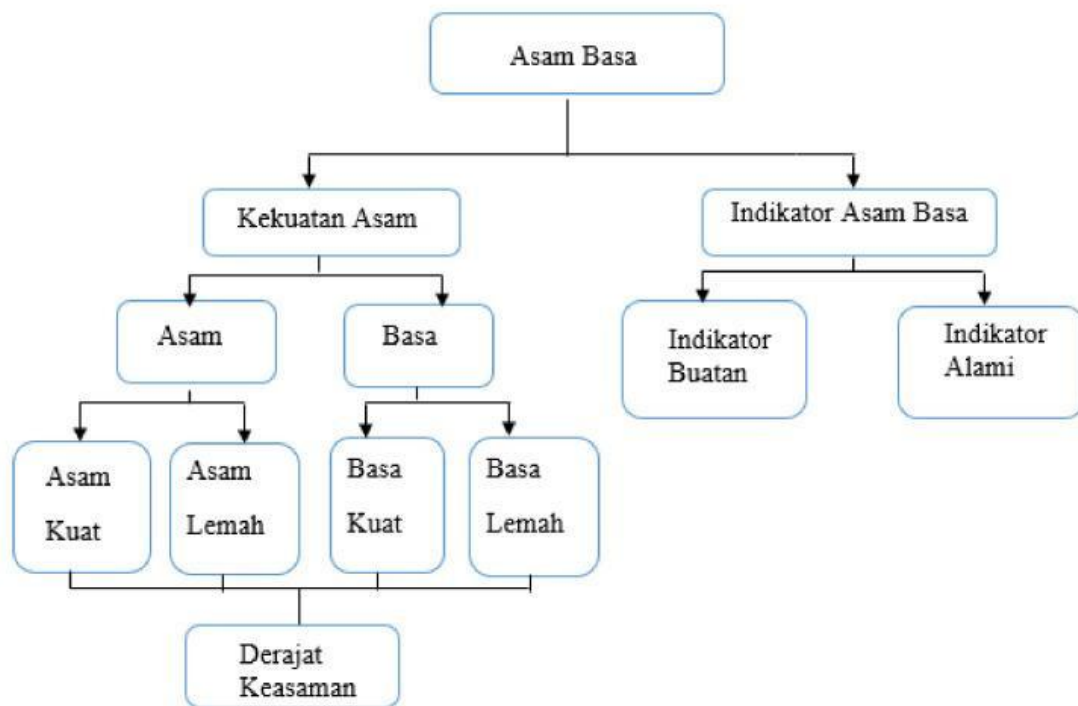 Asam Basa
Kekuatan Asam
Indikator Asam Basa
Asam
Basa
Indikator
Buatan
Indikator
Alami
Asam
Kuat
Asam
Lemah
Basa
Kuat
Basa
Lemah
Derajat
Keasaman